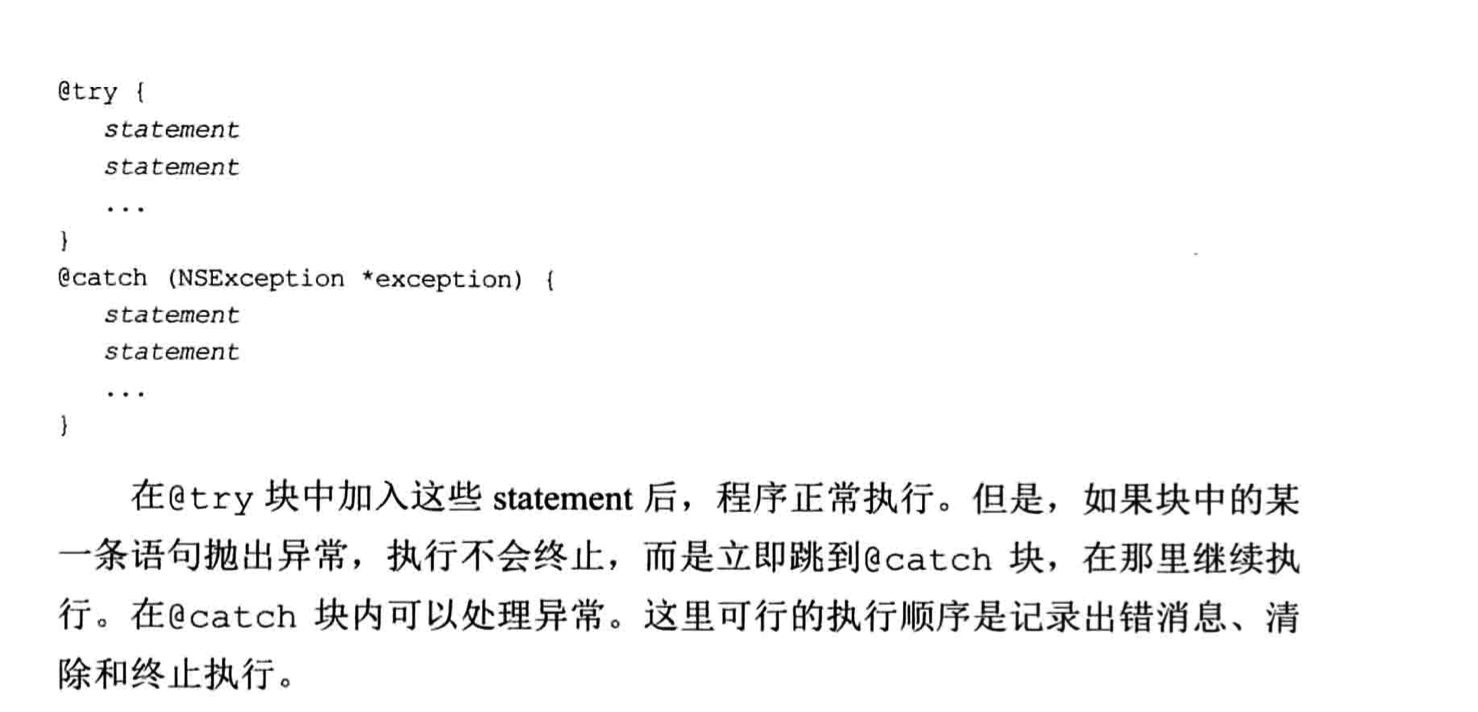 @try {
statement
statement
...
}
@catch (NSException *exception) {
statement
statement
...
}
在@try 块中加入这些 statement 后，程序正常执行。但是，如果块中的某
一条语句抛出异常，执行不会终止，而是立即跳到@catch 块，在那里继续执
行。在@catch 块内可以处理异常。这里可行的执行顺序是记录出错消息、清
除和终止执行。